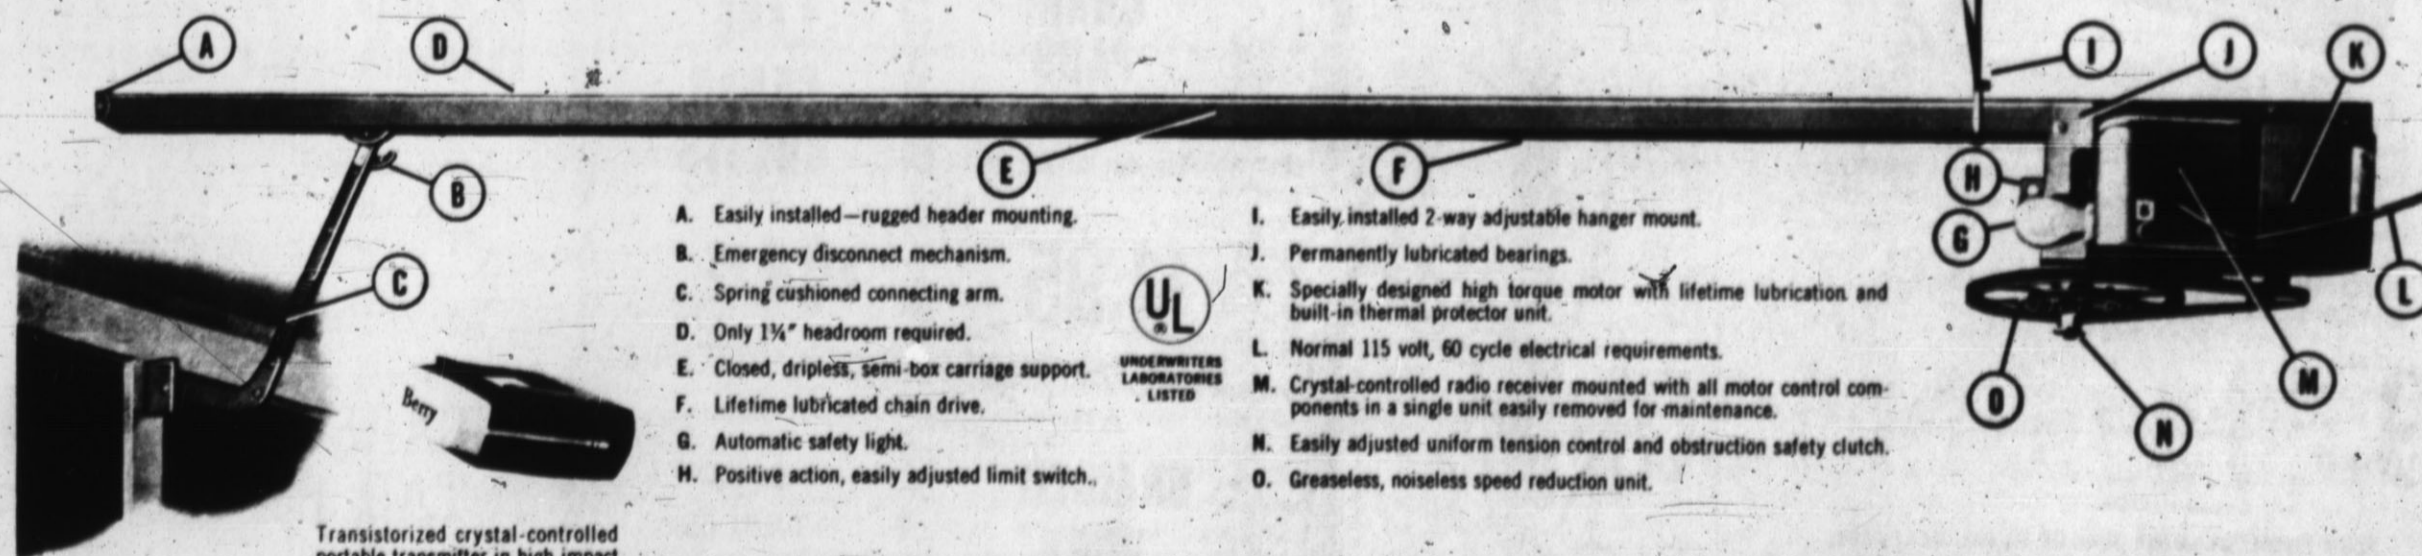 A
D
I
J
K
B
E
F
H
G
C
L
M
O
N
A. Easily installed—rugged header mounting.
B. Emergency disconnect mechanism.
C. Spring cushioned connecting arm.
D. Only 1¾" headroom required.
E. Closed, dripless, semi-box carriage support.
F. Lifetime lubricated chain drive.
G. Automatic safety light.
H. Positive action, easily adjusted limit switch.
UL
®
UNDERWRITERS
LABORATORIES
LISTED
I. Easily installed 2-way adjustable hanger mount.
J. Permanently lubricated bearings.
K. Specially designed high torque motor with lifetime lubrication and
built-in thermal protector unit.
L. Normal 115 volt, 60 cycle electrical requirements.
M. Crystal-controlled radio receiver mounted with all motor control com-
ponents in a single unit easily removed for maintenance.
N. Easily adjusted uniform tension control and obstruction safety clutch.
O. Greaseless, noiseless speed reduction unit.
Berry
Transistorized crystal-controlled
portable transmitter in high impact